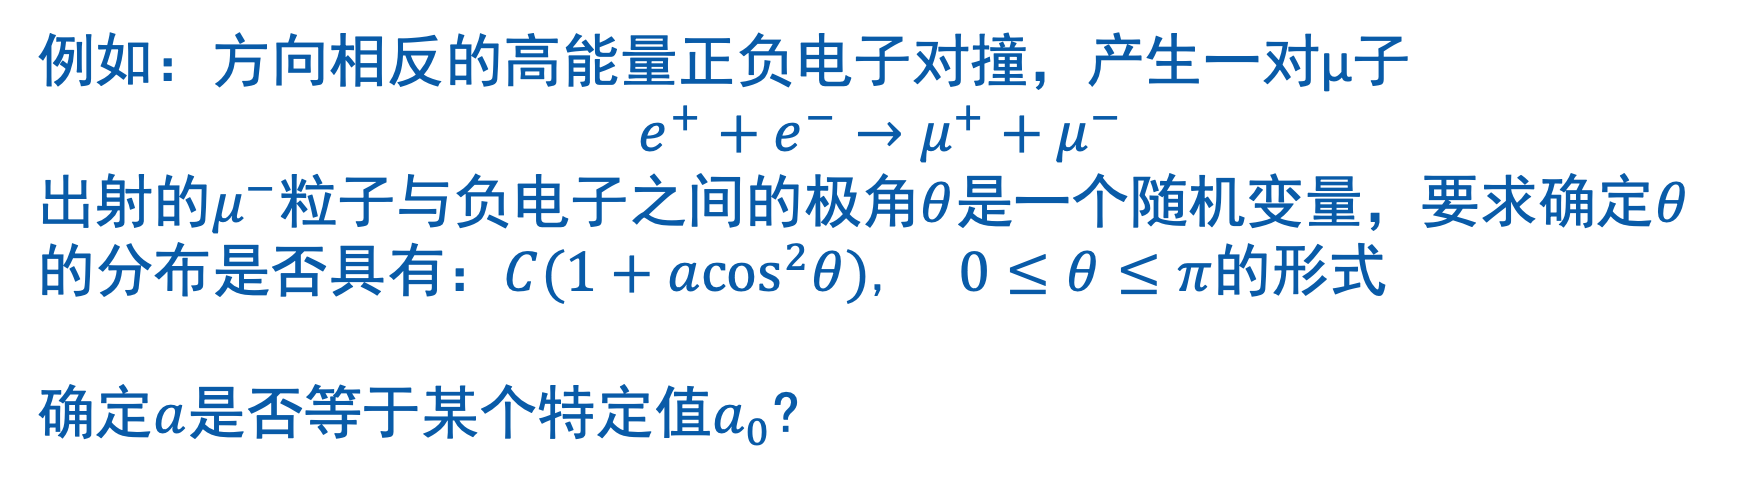 例如：方向相反的高能量正负电子对撞，产生一对μ子
e⁺ + e⁻ → μ⁺ + μ⁻
出射的μ⁻粒子与负电子之间的极角θ是一个随机变量，要求确定θ
的分布是否具有：C(1 + acos²θ), 0 ≤ θ ≤ π的形式
确定a是否等于某个特定值a₀?